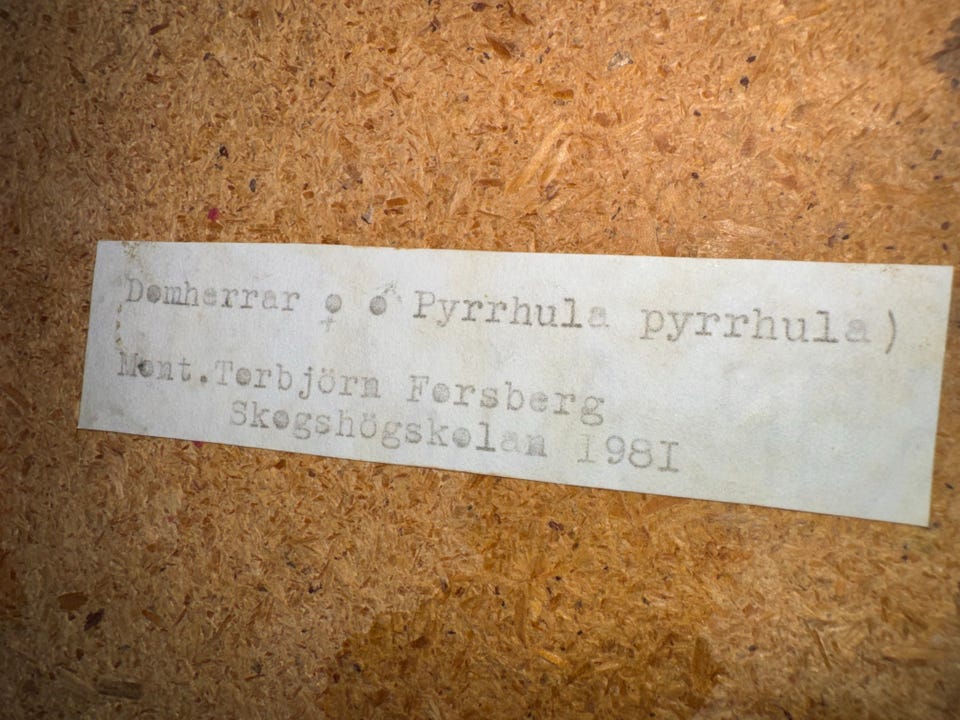 Domherrar ♀ ♂ Pyrrhula pyrrhula)
Mont.Torbjörn Forsberg
Skogshögskolan 1981